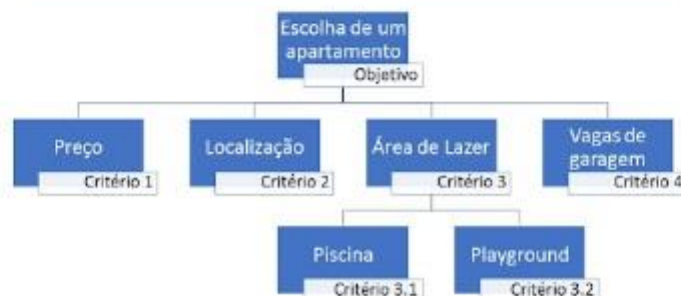 Escolha de um
apartamento
Objetivo
Preço
Critério 1
Localização
Critério 2
Área de Lazer
Critério 3
Vagas de
garagem
Critério 4
Piscina
Critério 3.1
Playground
Critério 3.2